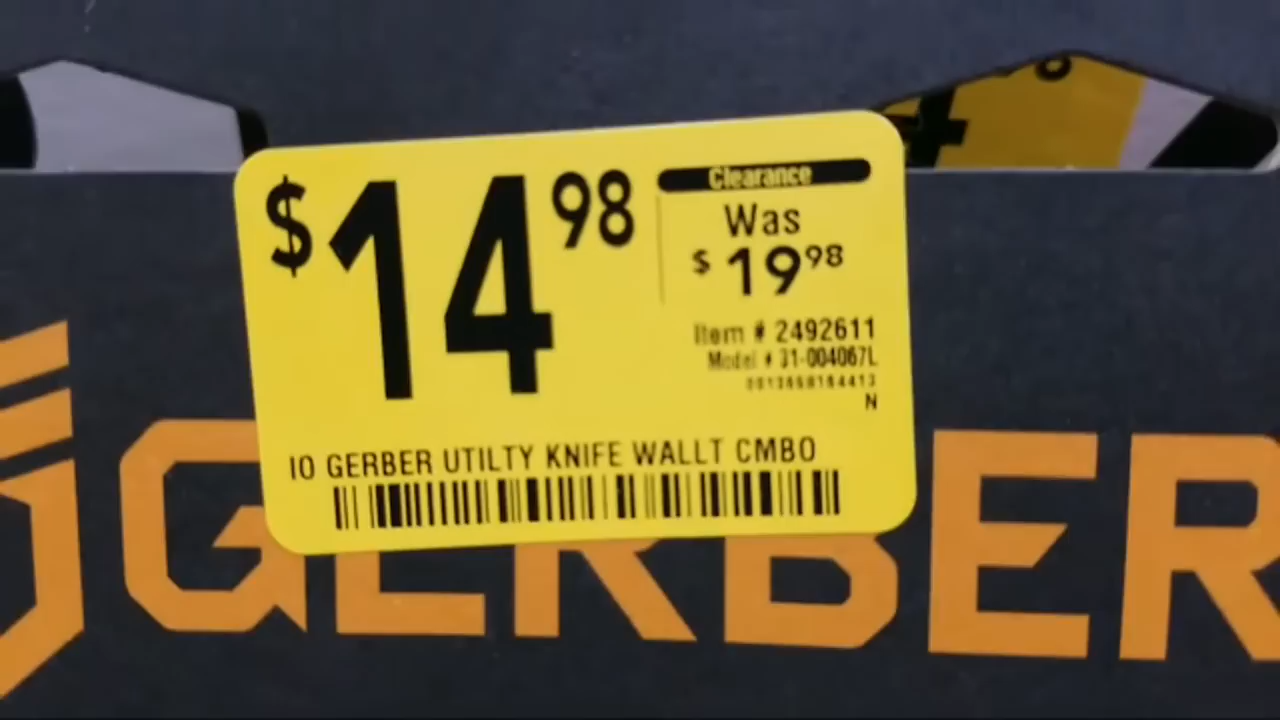 $14 98
Clearance
Was
$19 98
Item # 2492611
Model # 31-004067L
N
IO GERBER UTILTY KNIFE WALLT CMBO
GERBER